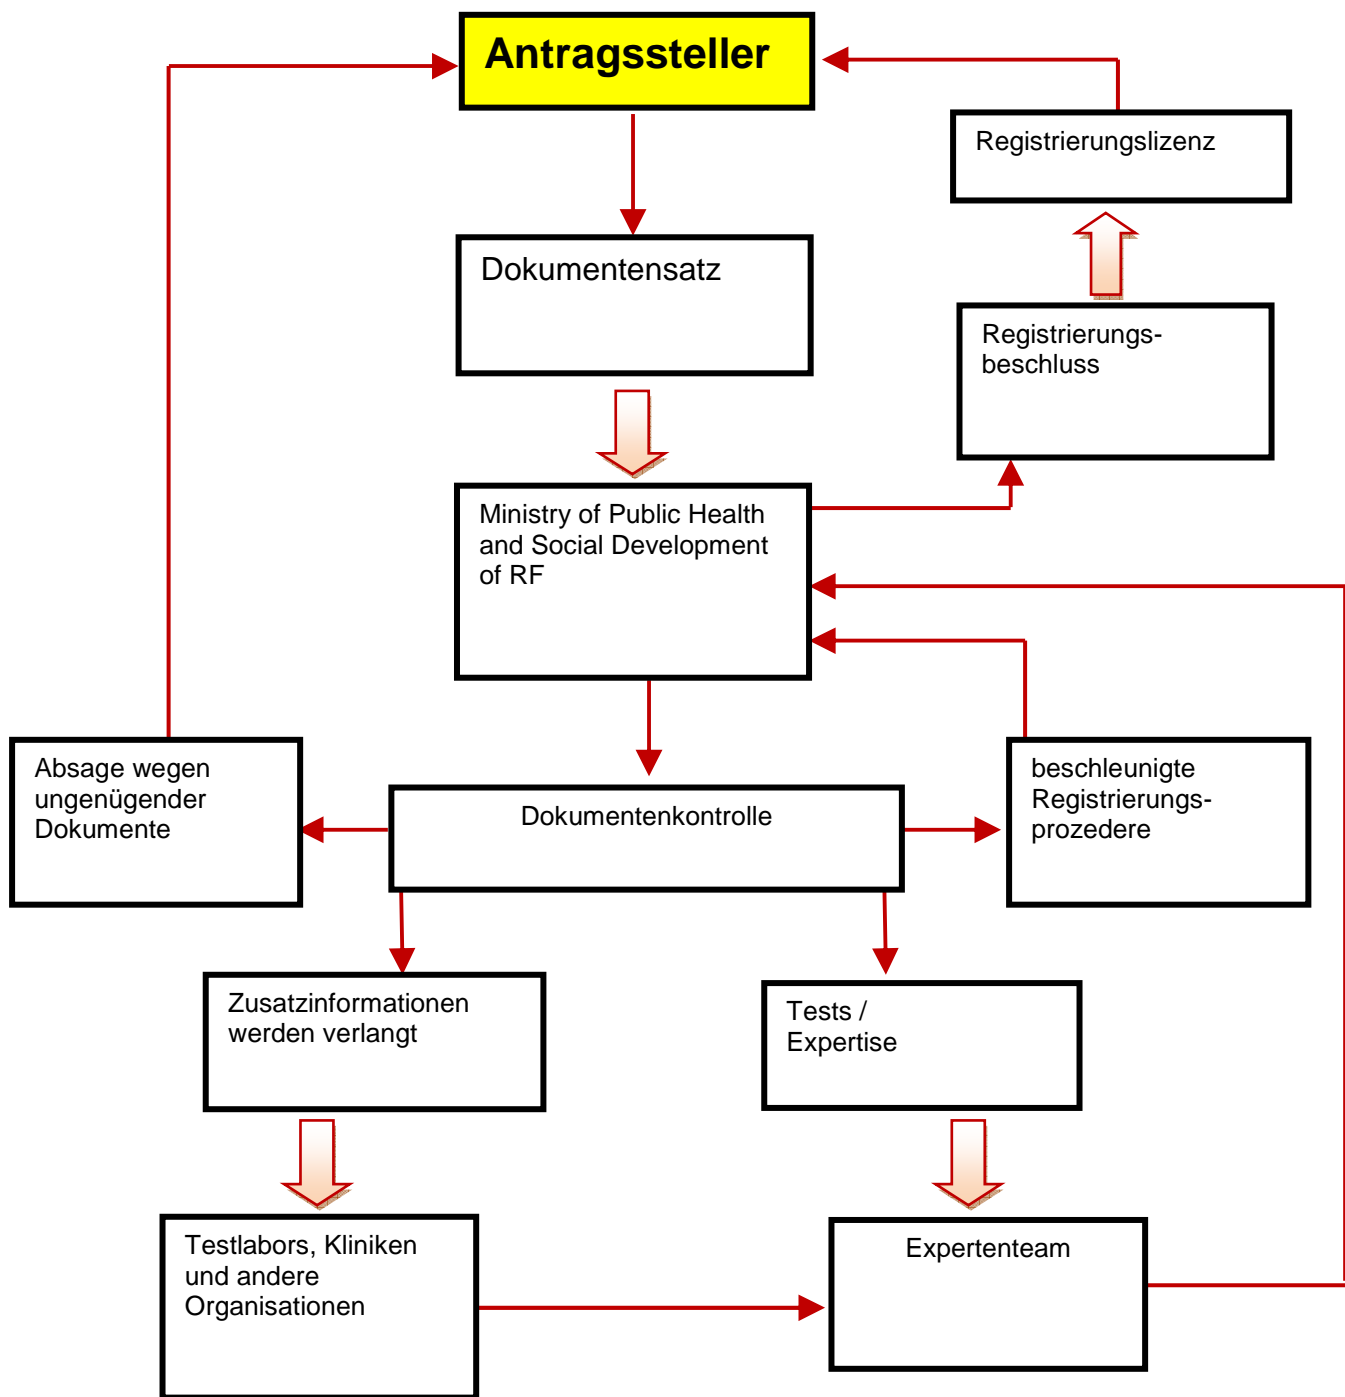 Antragssteller
Registrierungslizenz
Dokumentensatz
Registrierungs-
beschluss
Ministry of Public Health
and Social Development
of RF
Absage wegen
ungenügender
Dokumente
Dokumentenkontrolle
beschleunigte
Registrierungs-
prozedere
Zusatzinformationen
werden verlangt
Tests /
Expertise
Testlabors, Kliniken
und andere
Organisationen
Expertenteam